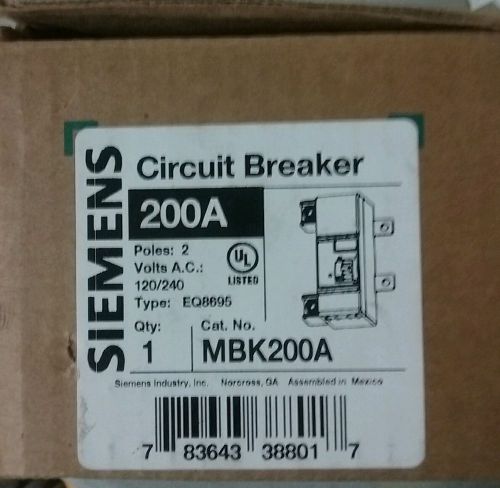 SIEMENS
Circuit Breaker
200A
Poles: 2
Volts A.C.:
120/240
Type: EQ8695
UL
LISTED
Qty:
1
Cat. No.
MBK200A
Siemens Industry, Inc. Norcross, GA Assembled in Mexico
7 83643 38801 7